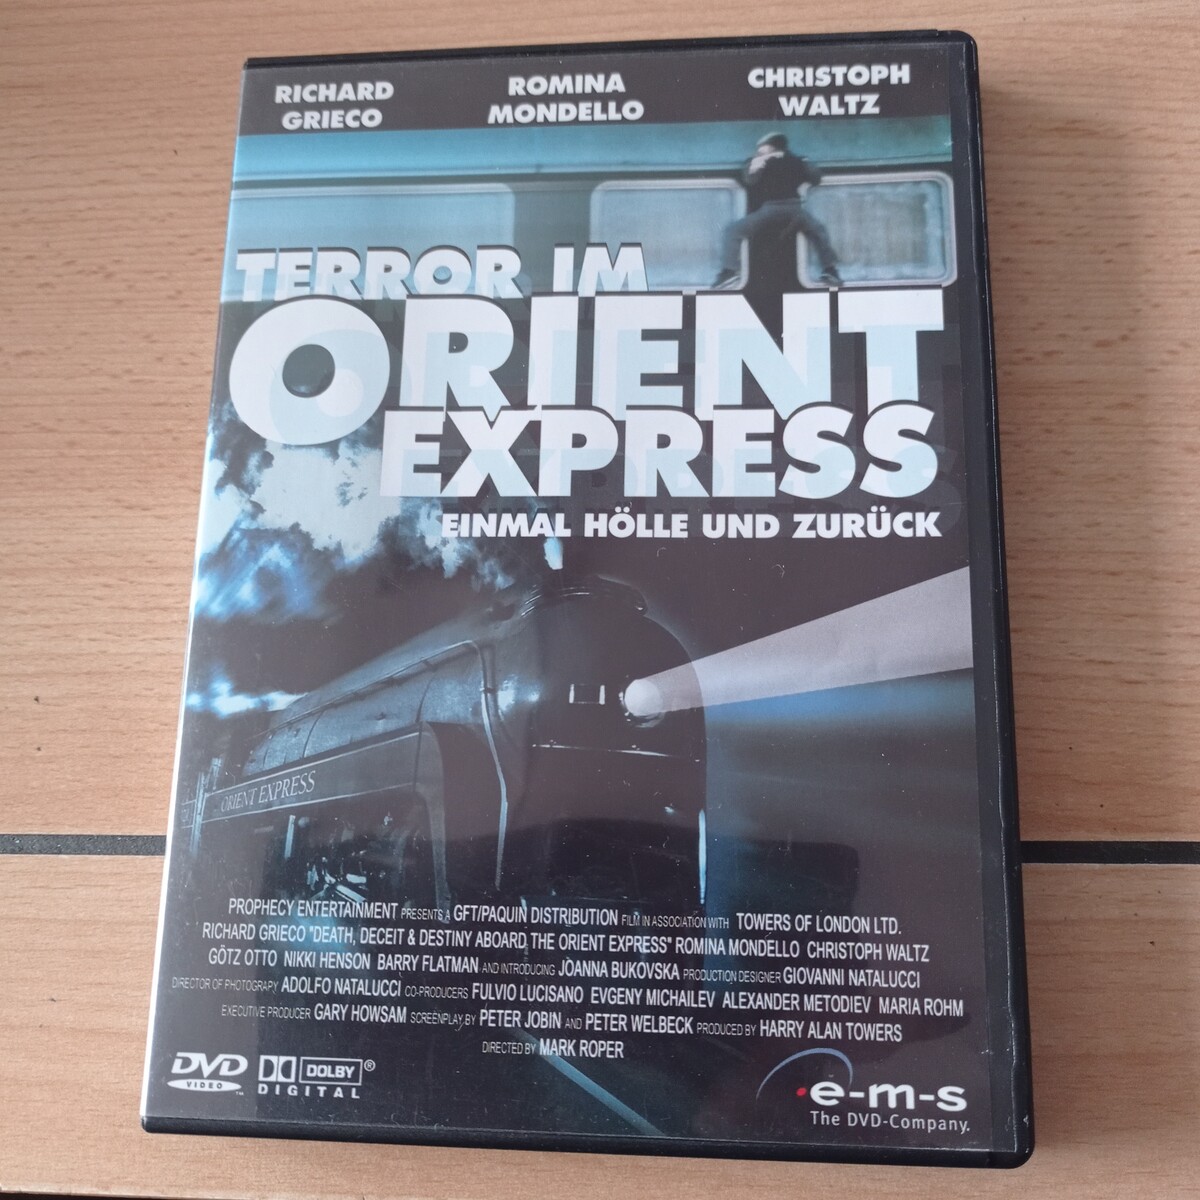 RICHARD GRIECO
ROMINA MONDELLO
CHRISTOPH WALTZ
TERROR IM
ORIENT
EXPRESS
EINMAL HÖLLE UND ZURÜCK
ORIENT EXPRESS
PROPHECY ENTERTAINMENT PRESENTS A GFT/PAQUIN DISTRIBUTION FILM IN ASSOCIATION WITH TOWERS OF LONDON LTD.
RICHARD GRIECO "DEATH, DECEIT & DESTINY ABOARD THE ORIENT EXPRESS" ROMINA MONDELLO CHRISTOPH WALTZ
GÖTZ OTTO NIKKI HENSON BARRY FLATMAN AND INTRODUCING JOANNA BUKOVSKA PRODUCTION DESIGNER GIOVANNI NATALUCCI
DIRECTOR OF PHOTOGRAPY ADOLFO NATALUCCI CO-PRODUCERS FULVIO LUCISANO EVGENY MICHAILEV ALEXANDER METODIEV MARIA ROHM
EXECUTIVE PRODUCER GARY HOWSAM SCREENPLAY BY PETER JOBIN AND PETER WELBECK PRODUCED BY HARRY ALAN TOWERS
DIRECTED BY MARK ROPER
DVD
VIDEO™
DOLBY®
DIGITAL
e-m-s
The DVD-Company.